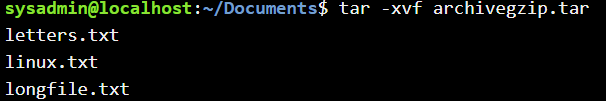 sysadmin@localhost:~/Documents$ tar -xvf archivegzip.tar
letters.txt
linux.txt
longfile.txt